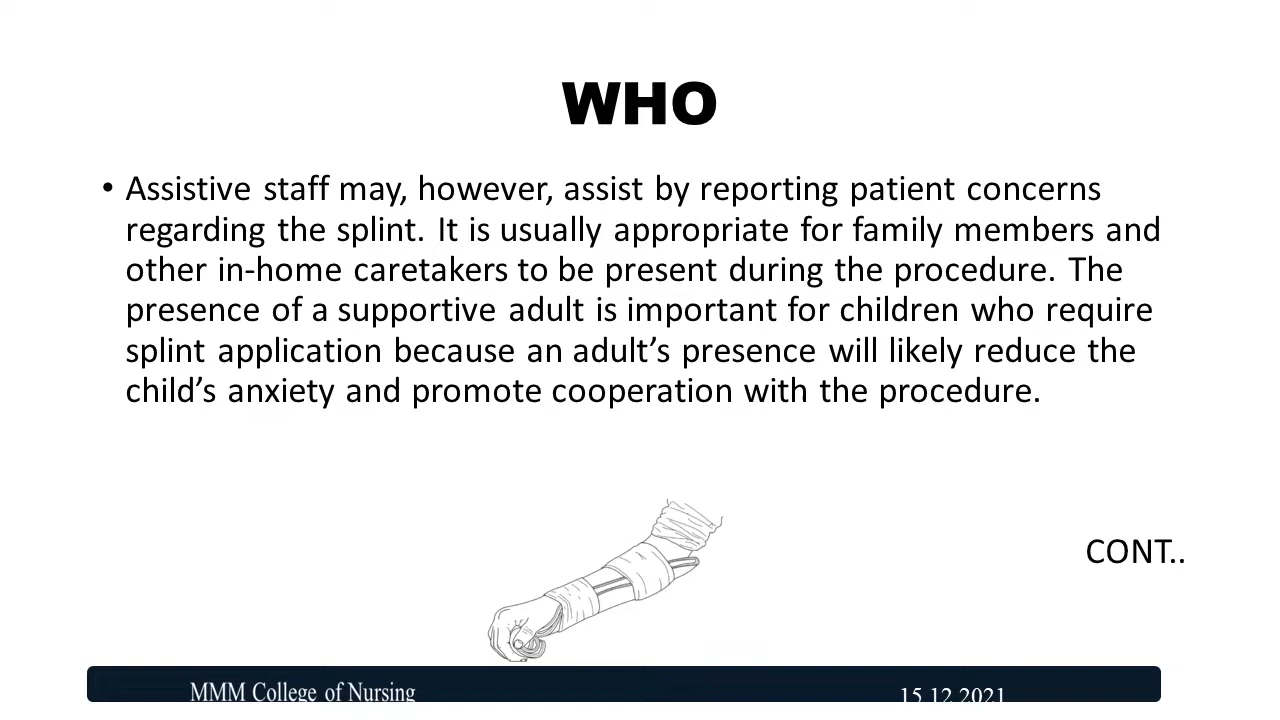 WHO
• Assistive staff may, however, assist by reporting patient concerns
regarding the splint. It is usually appropriate for family members and
other in-home caretakers to be present during the procedure. The
presence of a supportive adult is important for children who require
splint application because an adult’s presence will likely reduce the
child’s anxiety and promote cooperation with the procedure.
CONT..
MMM College of Nursing
15.12.2021